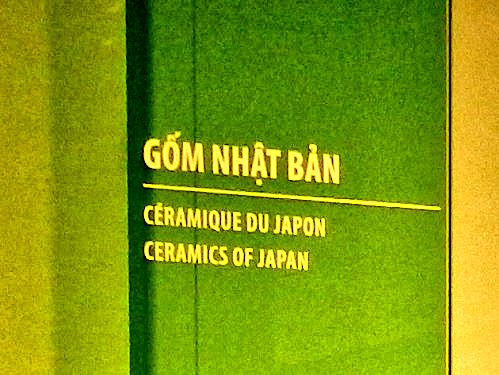 GỐM NHẬT BẢN
CÉRAMIQUE DU JAPON
CERAMICS OF JAPAN